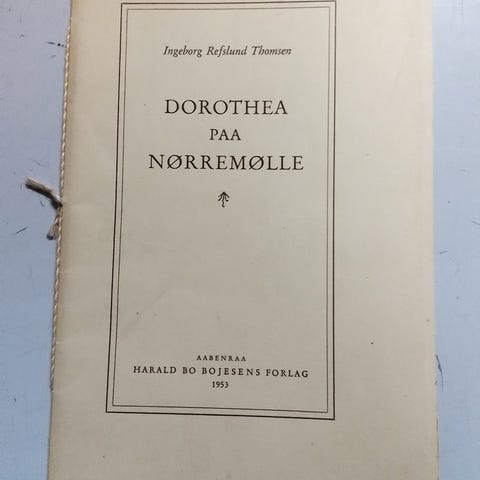 Ingeborg Refslund Thomsen
DOROTHEA
PAA
NØRREMØLLE
AABENRAA
HARALD BO BOJESENS FORLAG
1953